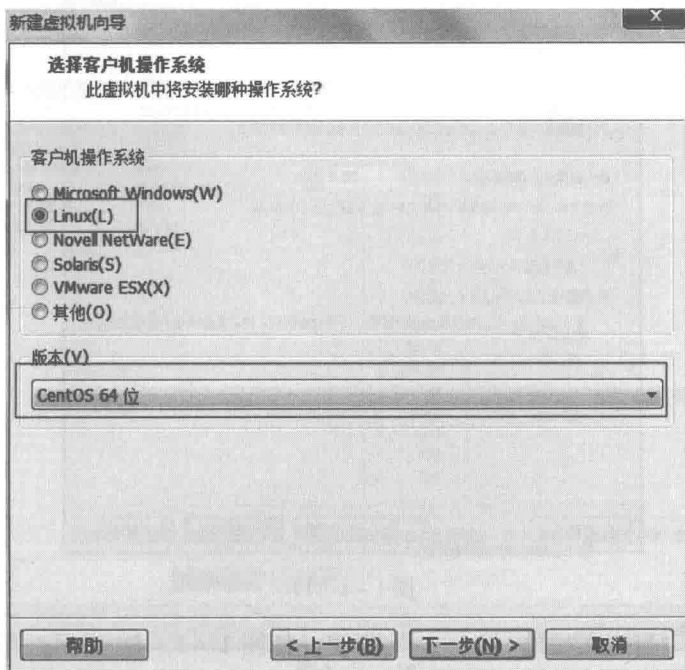 新建虚拟机向导
X
选择客户机操作系统
此虚拟机中将安装哪种操作系统?
客户机操作系统
Microsoft Windows(W)
Linux(L)
Novell NetWare(E)
Solaris(S)
VMware ESX(X)
其他(O)
版本(V)
CentOS 64 位
帮助
< 上一步(B)
下一步(N) >
取消